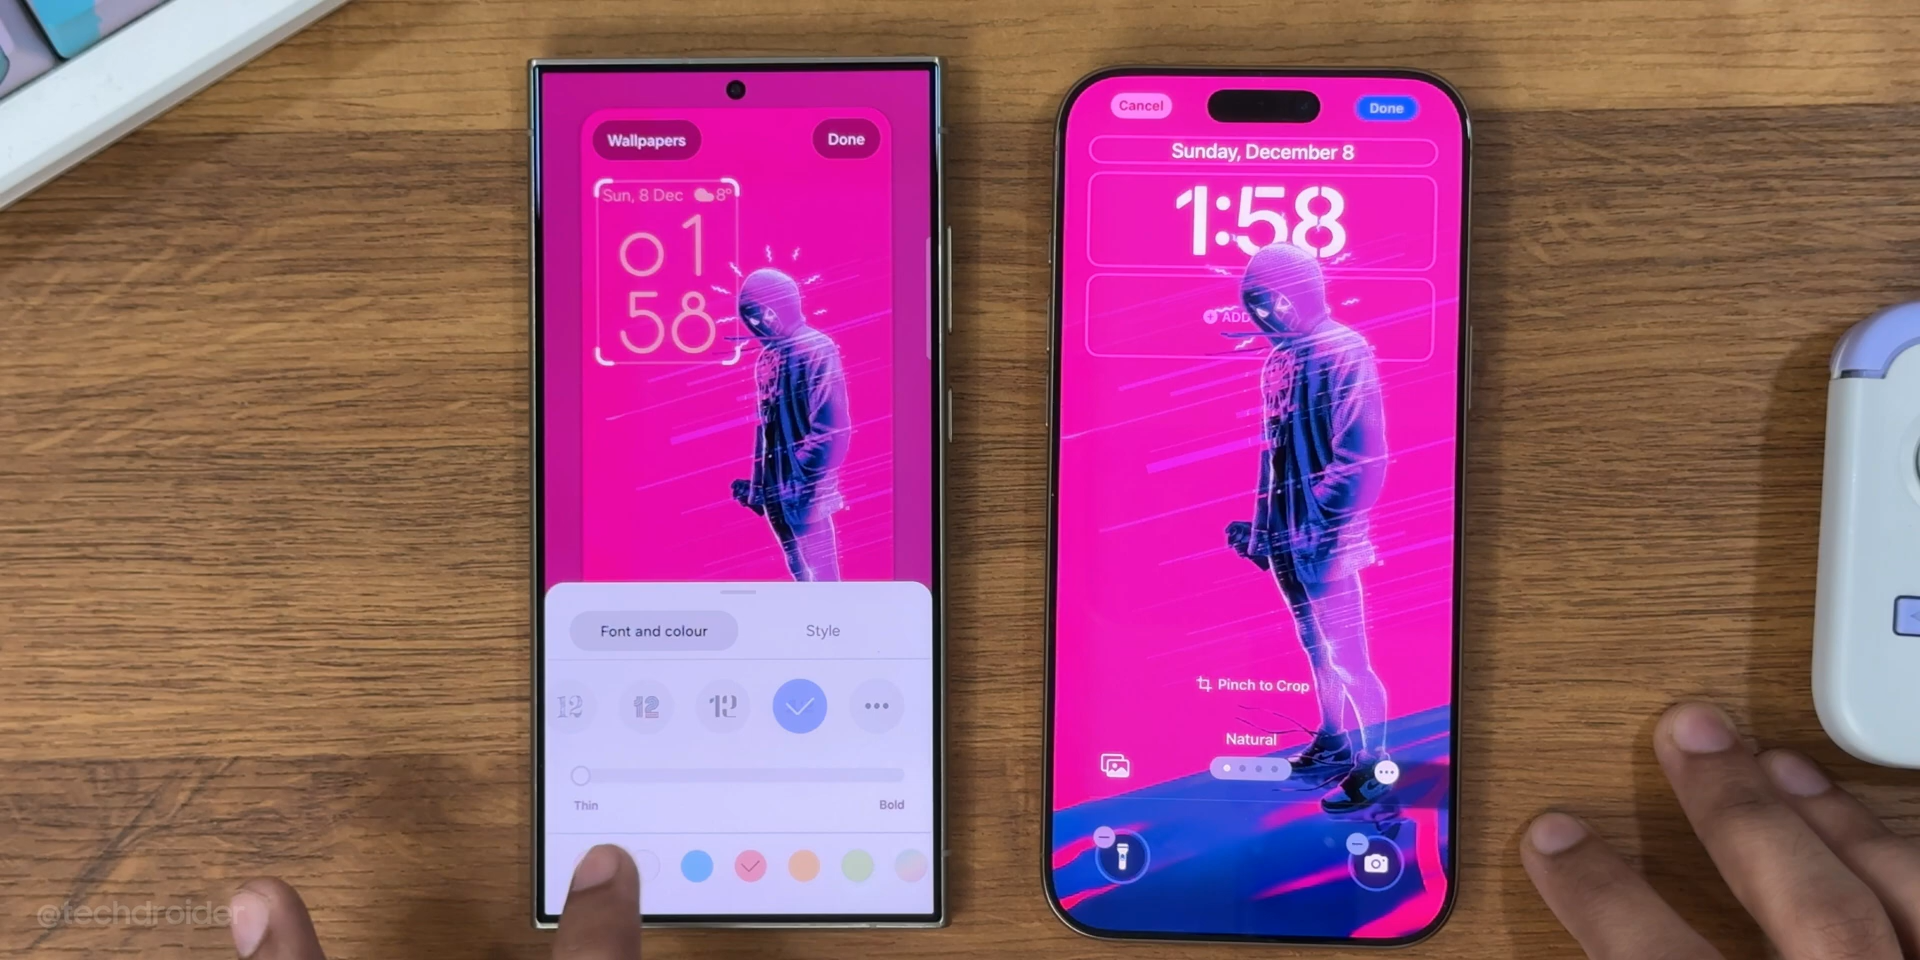 Wallpapers
Done
Sun, 8 Dec 8°
01
58
Font and colour
Style
12
12
12
Thin
Bold
Cancel
Done
Sunday, December 8
1:58
ADD
Pinch to Crop
Natural
@techdroider